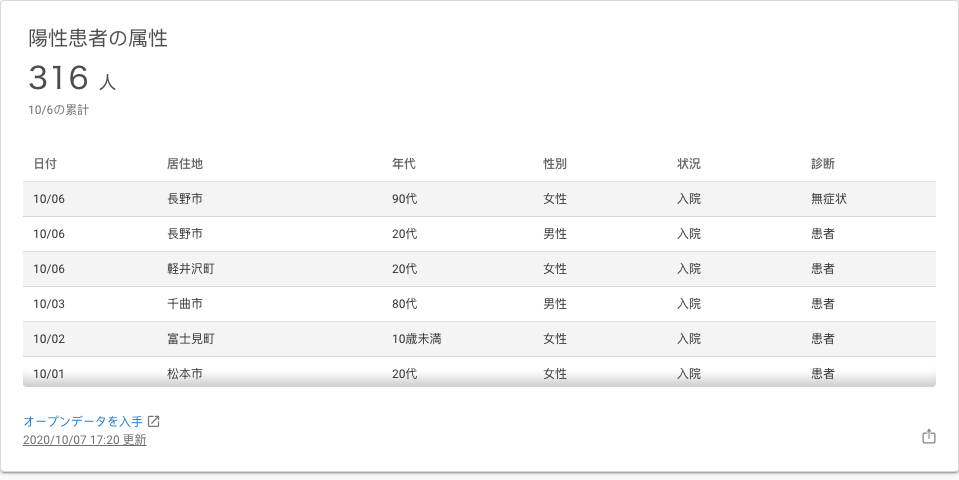 陽性患者の属性
316 人
10/6の累計
日付 居住地 年代 性別 状況 診断
10/06 長野市 90代 女性 入院 無症状
10/06 長野市 20代 男性 入院 患者
10/06 軽井沢町 20代 女性 入院 患者
10/03 千曲市 80代 男性 入院 患者
10/02 富士見町 10歳未満 女性 入院 患者
10/01 松本市 20代 女性 入院 患者
オープンデータを入手
2020/10/07 17:20 更新